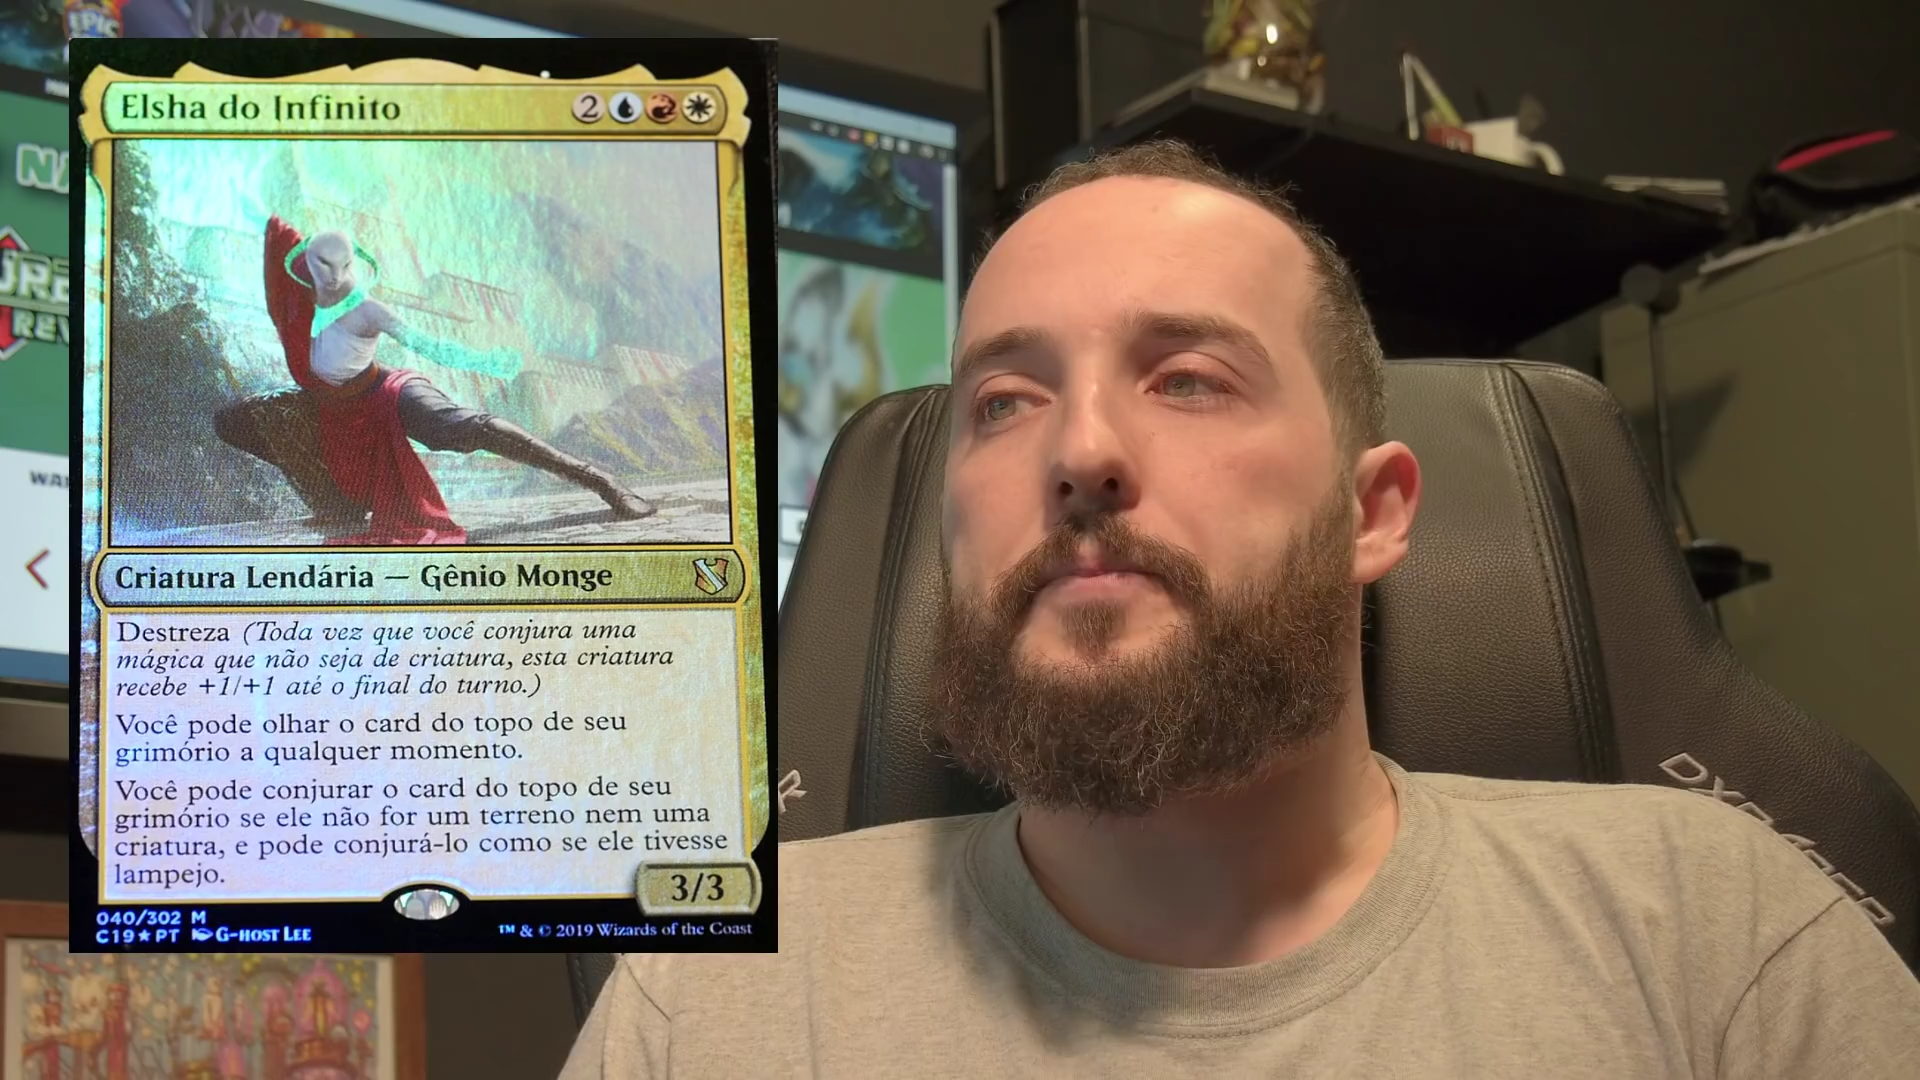 EPIC
Elsha do Infinito 2
Criatura Lendária — Gênio Monge
Destreza (Toda vez que você conjura uma
mágica que não seja de criatura, esta criatura
recebe +1/+1 até o final do turno.)
Você pode olhar o card do topo de seu
grimório a qualquer momento.
Você pode conjurar o card do topo de seu
grimório se ele não for um terreno nem uma
criatura, e pode conjurá-lo como se ele tivesse
lampejo.
3/3
040/302 M
C19★PT G-HOST LEE
™ & © 2019 Wizards of the Coast
DXRACER